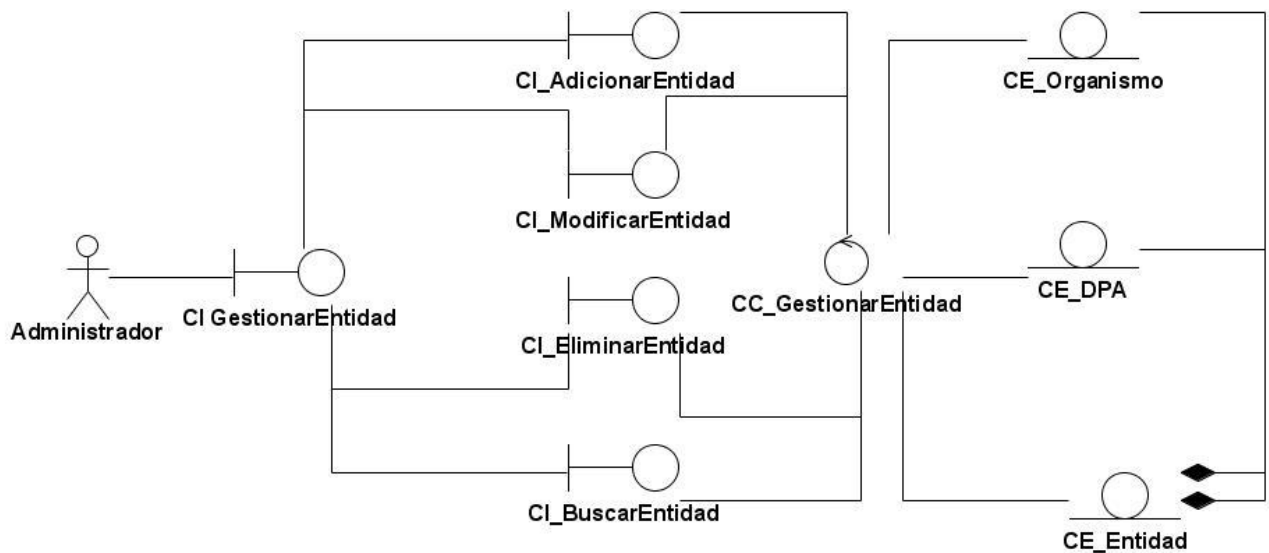 CI_AdicionarEntidad
CE_Organismo
CI_ModificarEntidad
Administrador
CI GestionarEntidad
CC_GestionarEntidad
CE_DPA
CI_EliminarEntidad
CI_BuscarEntidad
CE_Entidad